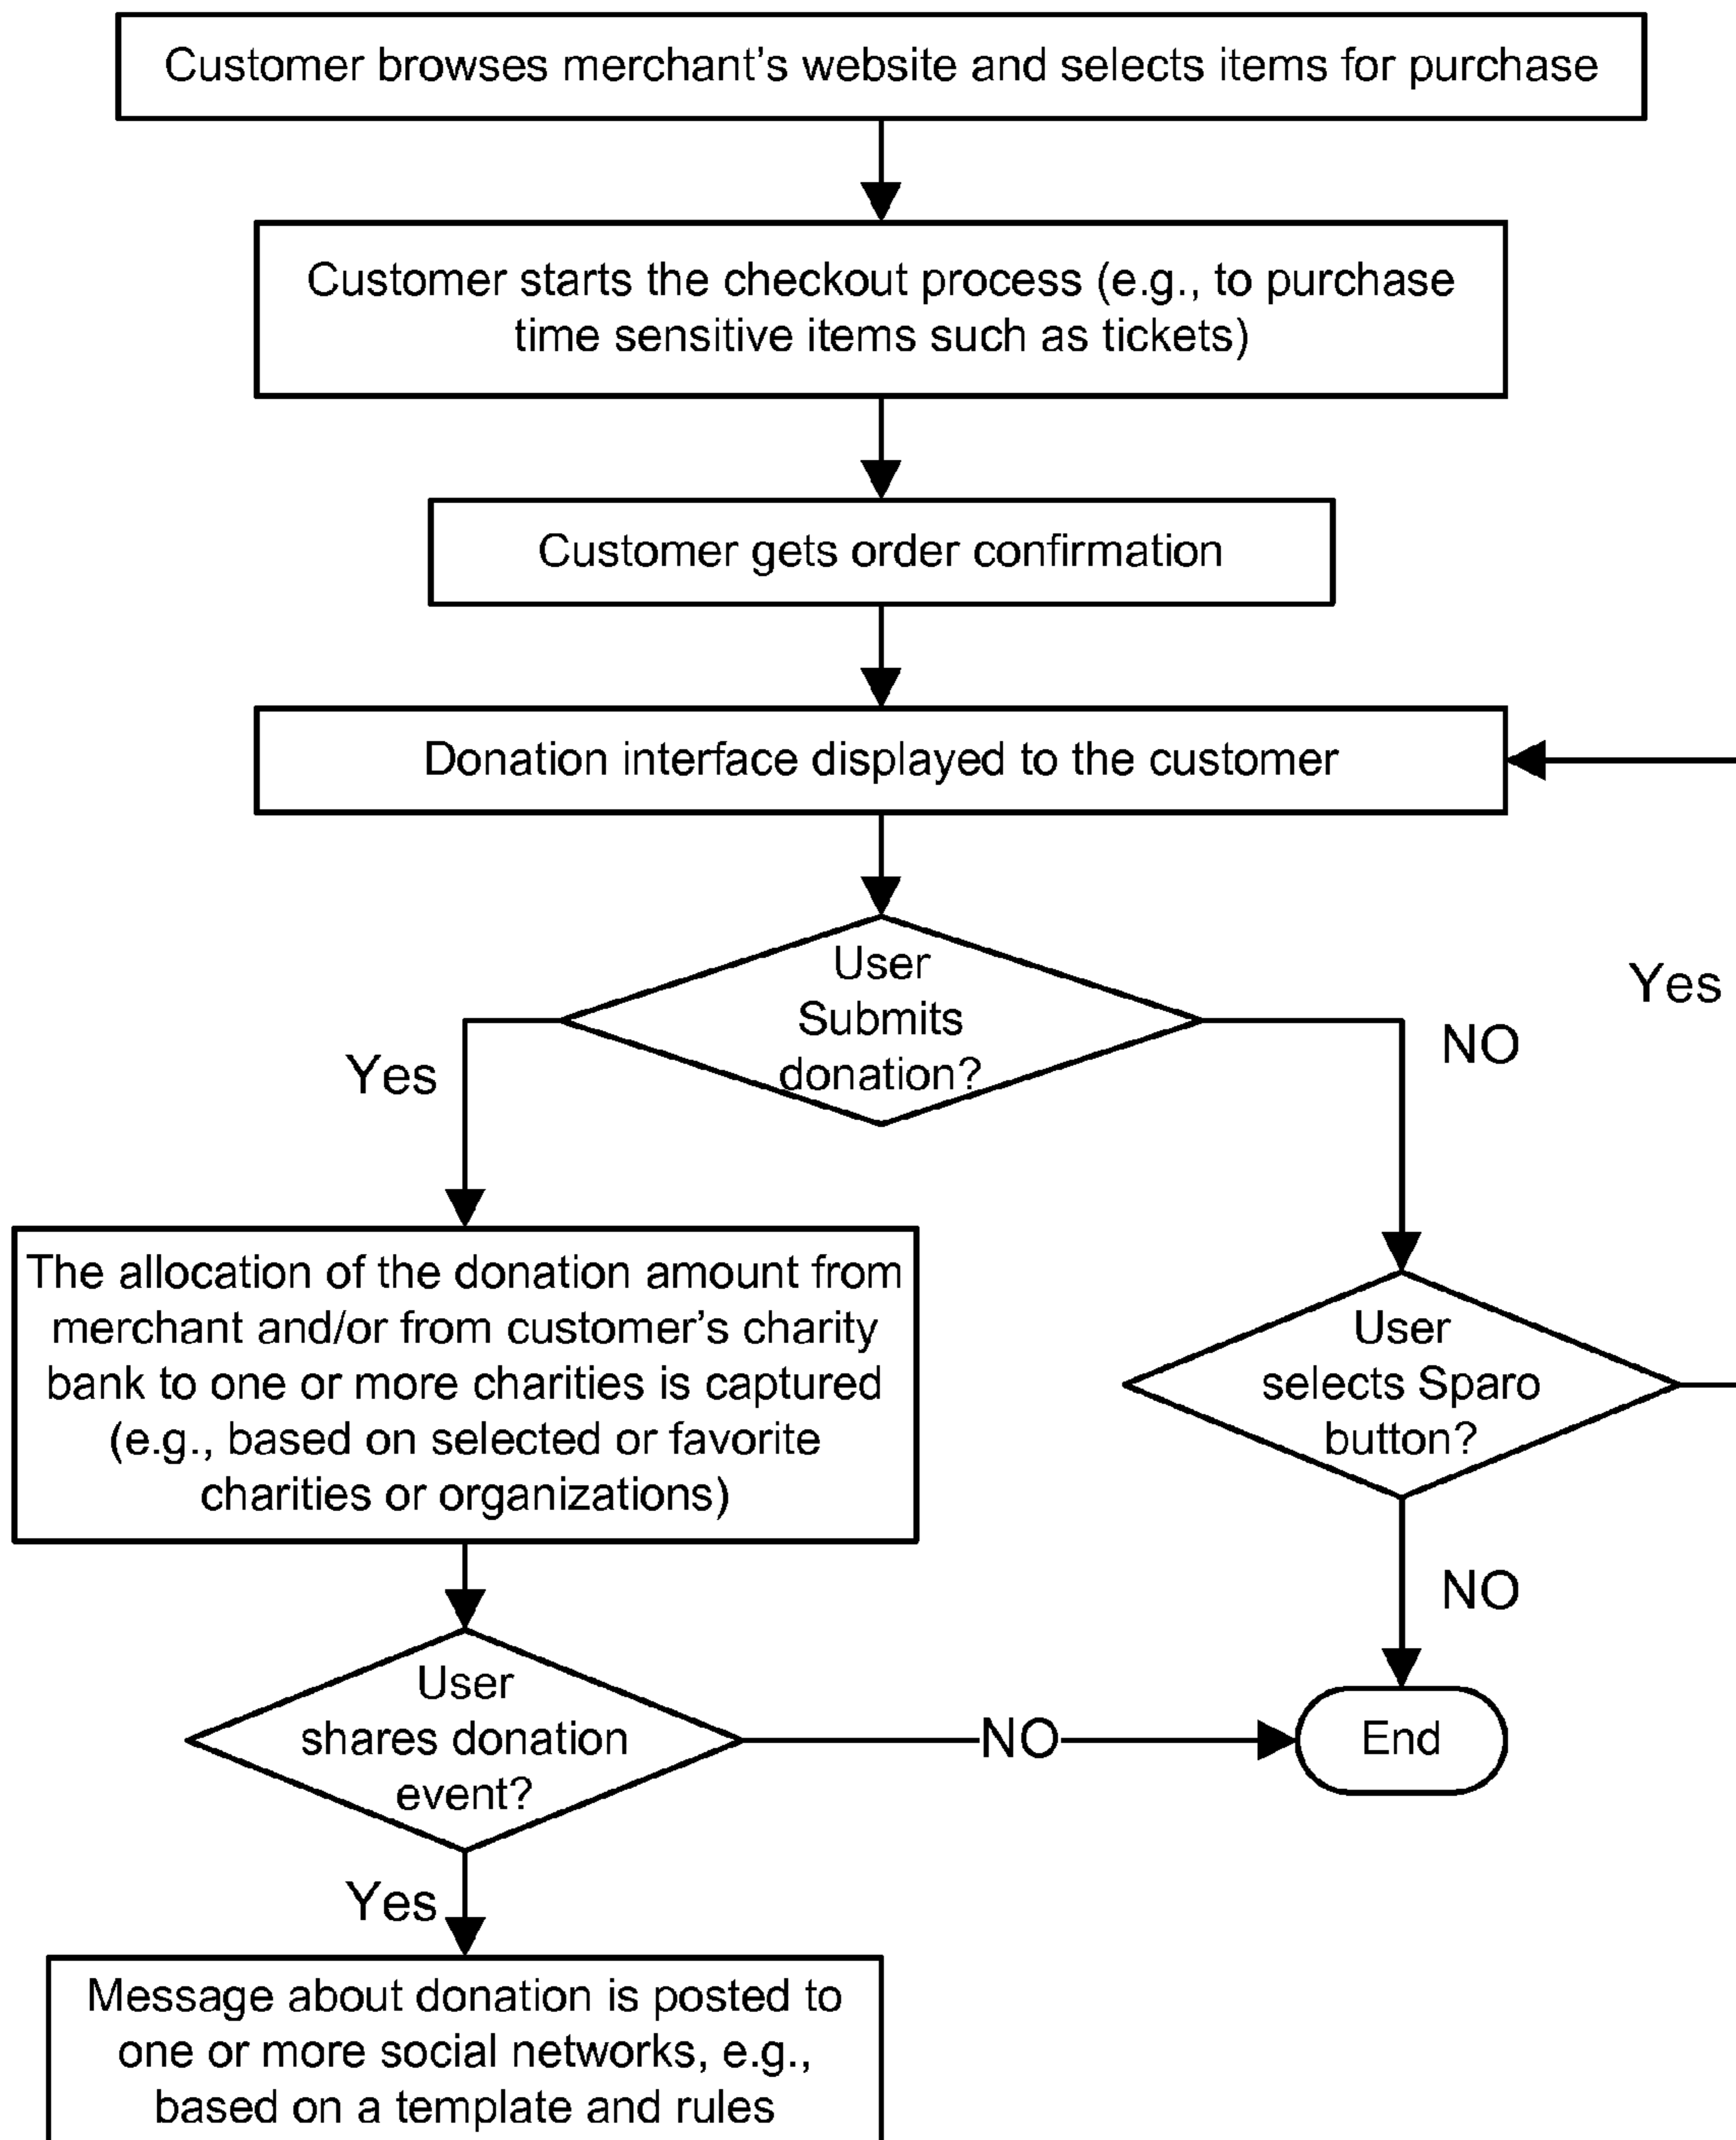 Customer browses merchant's website and selects items for purchase
Customer starts the checkout process (e.g., to purchase
time sensitive items such as tickets)
Customer gets order confirmation
Donation interface displayed to the customer
User
Submits
donation?
Yes
NO
Yes
The allocation of the donation amount from
merchant and/or from customer's charity
bank to one or more charities is captured
(e.g., based on selected or favorite
charities or organizations)
User
selects Sparo
button?
NO
User
shares donation
event?
NO
End
Yes
Message about donation is posted to
one or more social networks, e.g.,
based on a template and rules